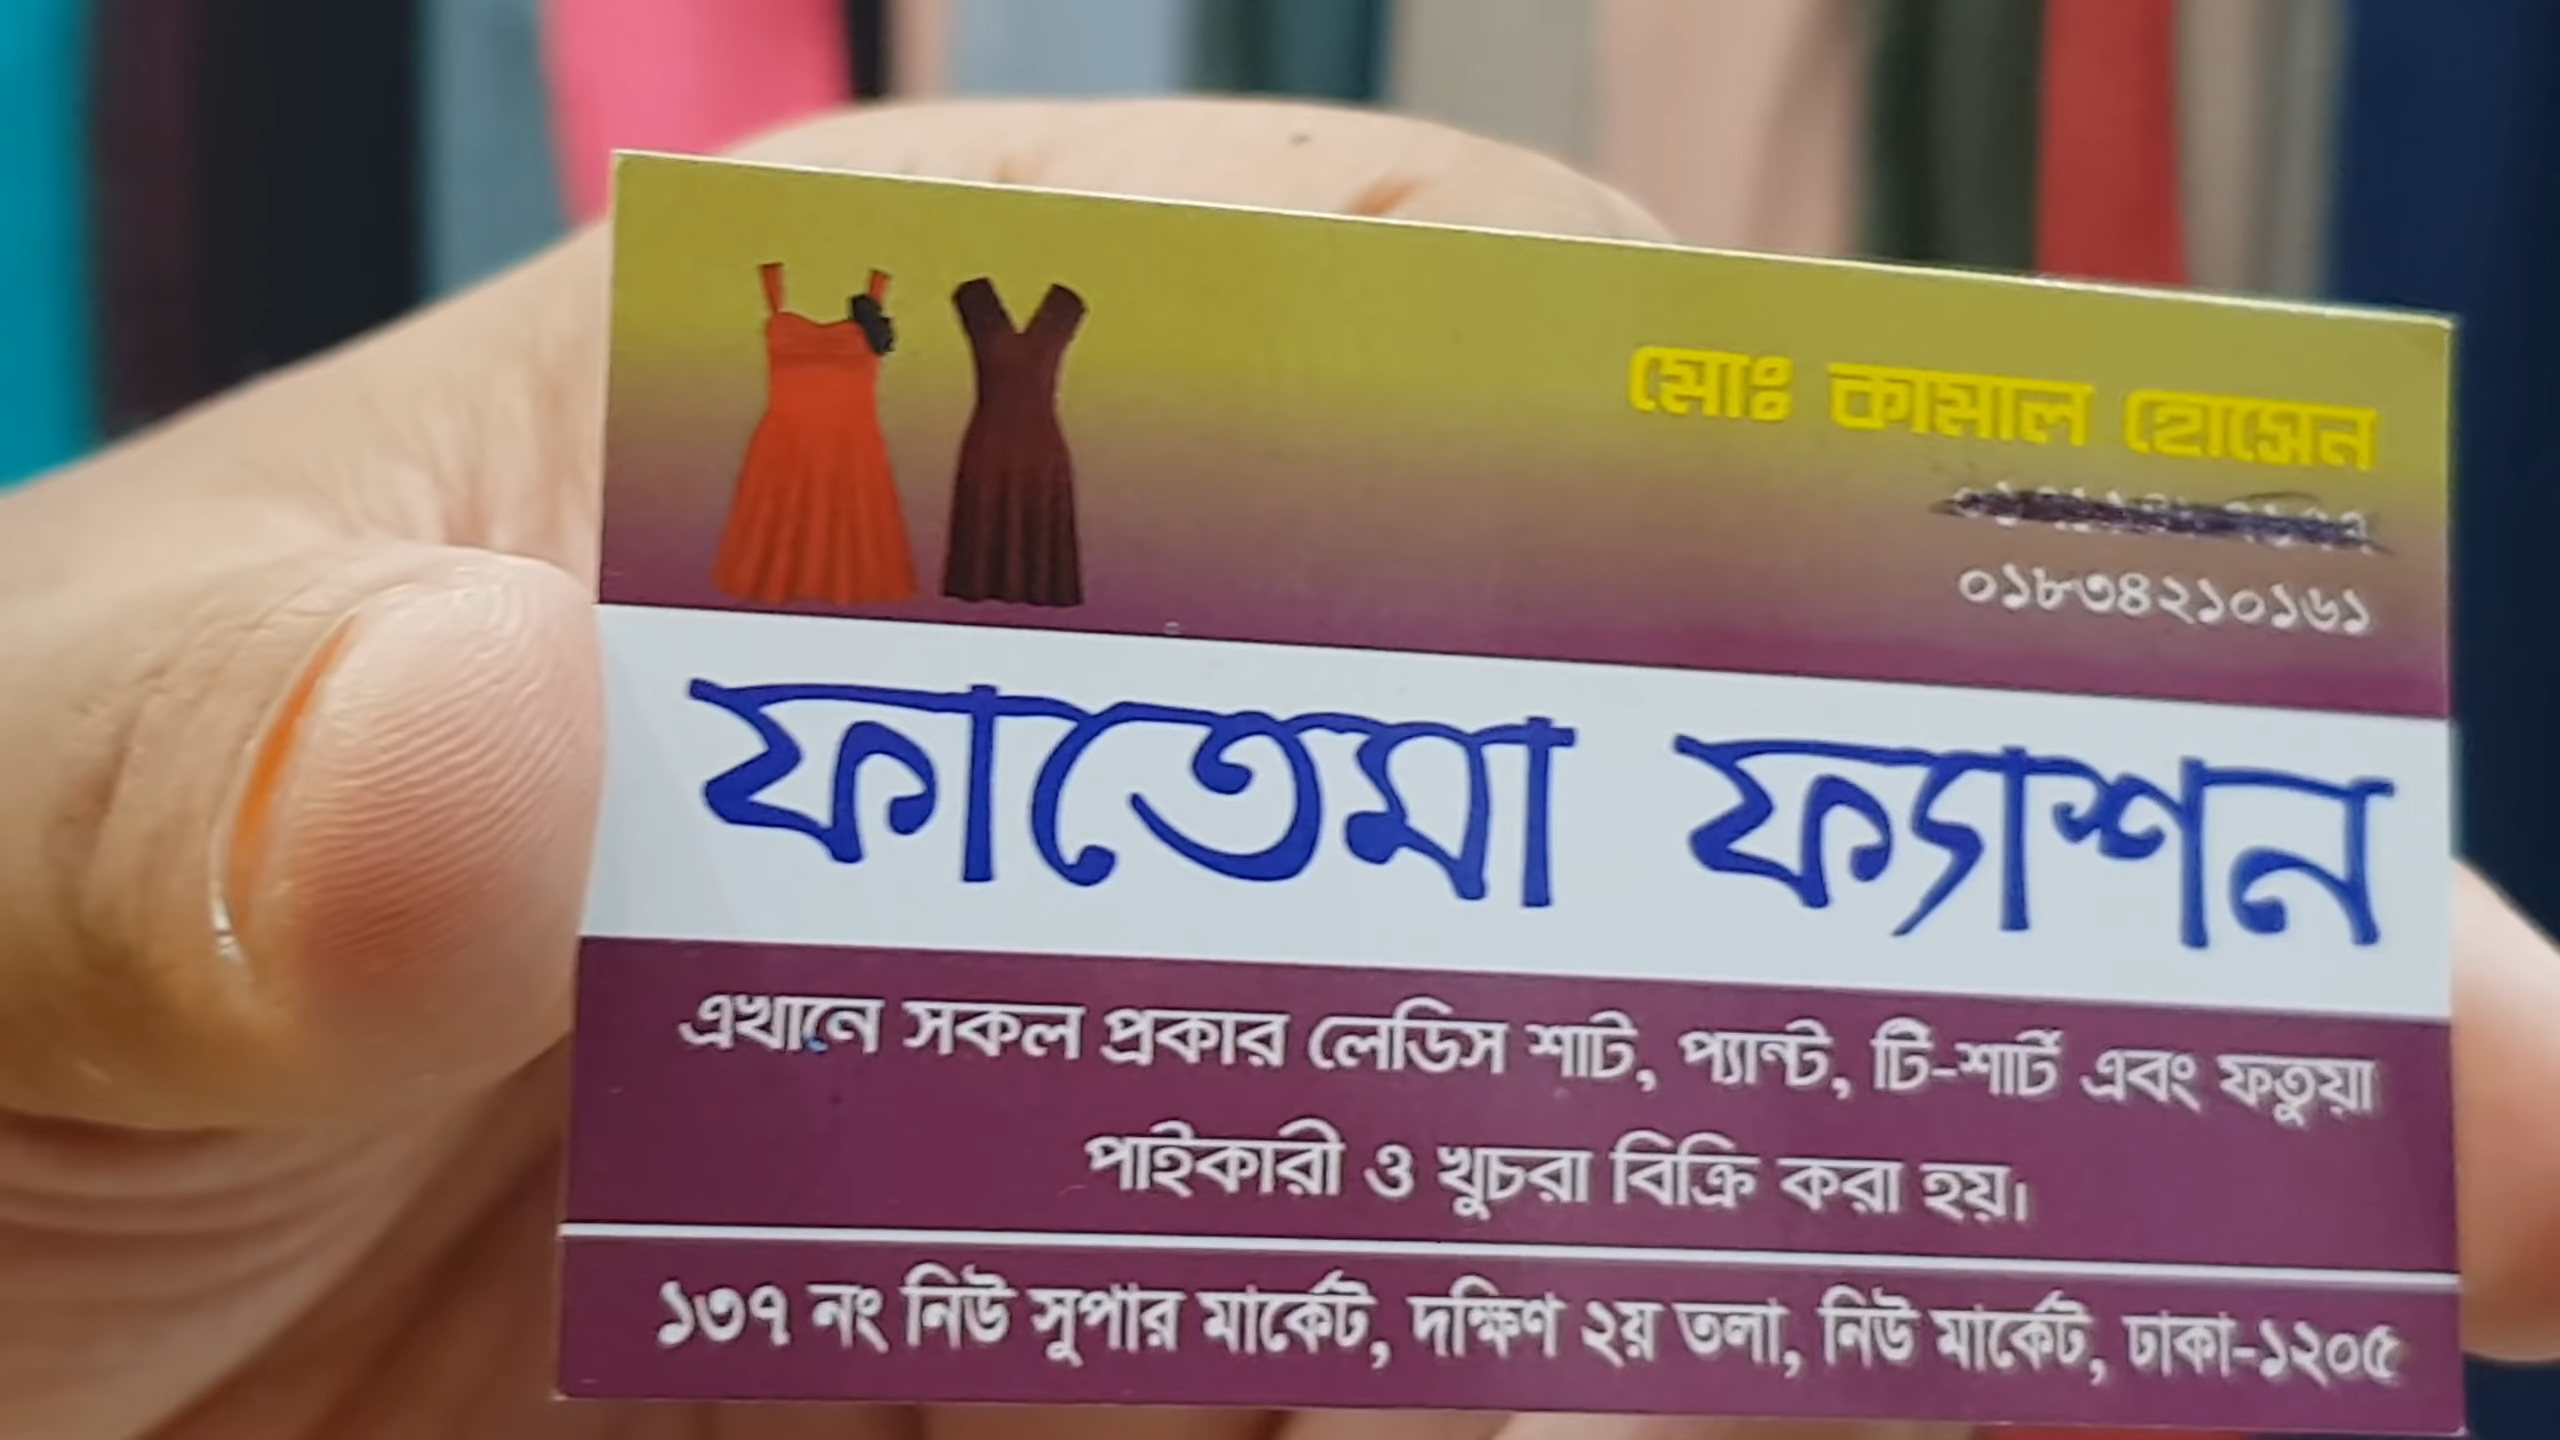 মোঃ কামাল হোসেন
০১৮৩৪২১০১৬১
ফাতেমা ফ্যাশন
এখানে সকল প্রকার লেডিস শার্ট, প্যান্ট, টি-শার্ট এবং ফতুয়া
পাইকারী ও খুচরা বিক্রি করা হয়।
১৩৭ নং নিউ সুপার মার্কেট, দক্ষিণ ২য় তলা, নিউ মার্কেট, ঢাকা-১২০৫